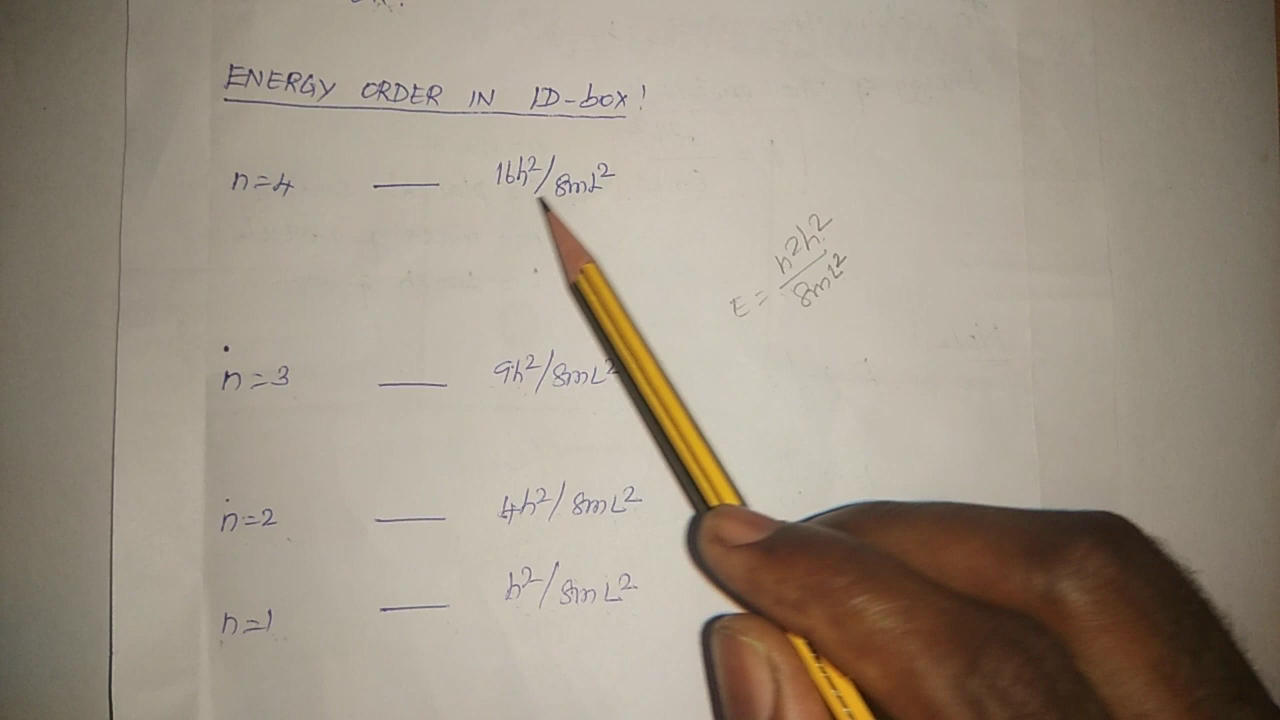 ENERGY ORDER IN 1D-box!
n=4 — 16h²/8mL²
E = n²h²/8mL²
n=3 — 9h²/8mL²
n=2 — 4h²/8mL²
n=1 — h²/8mL²